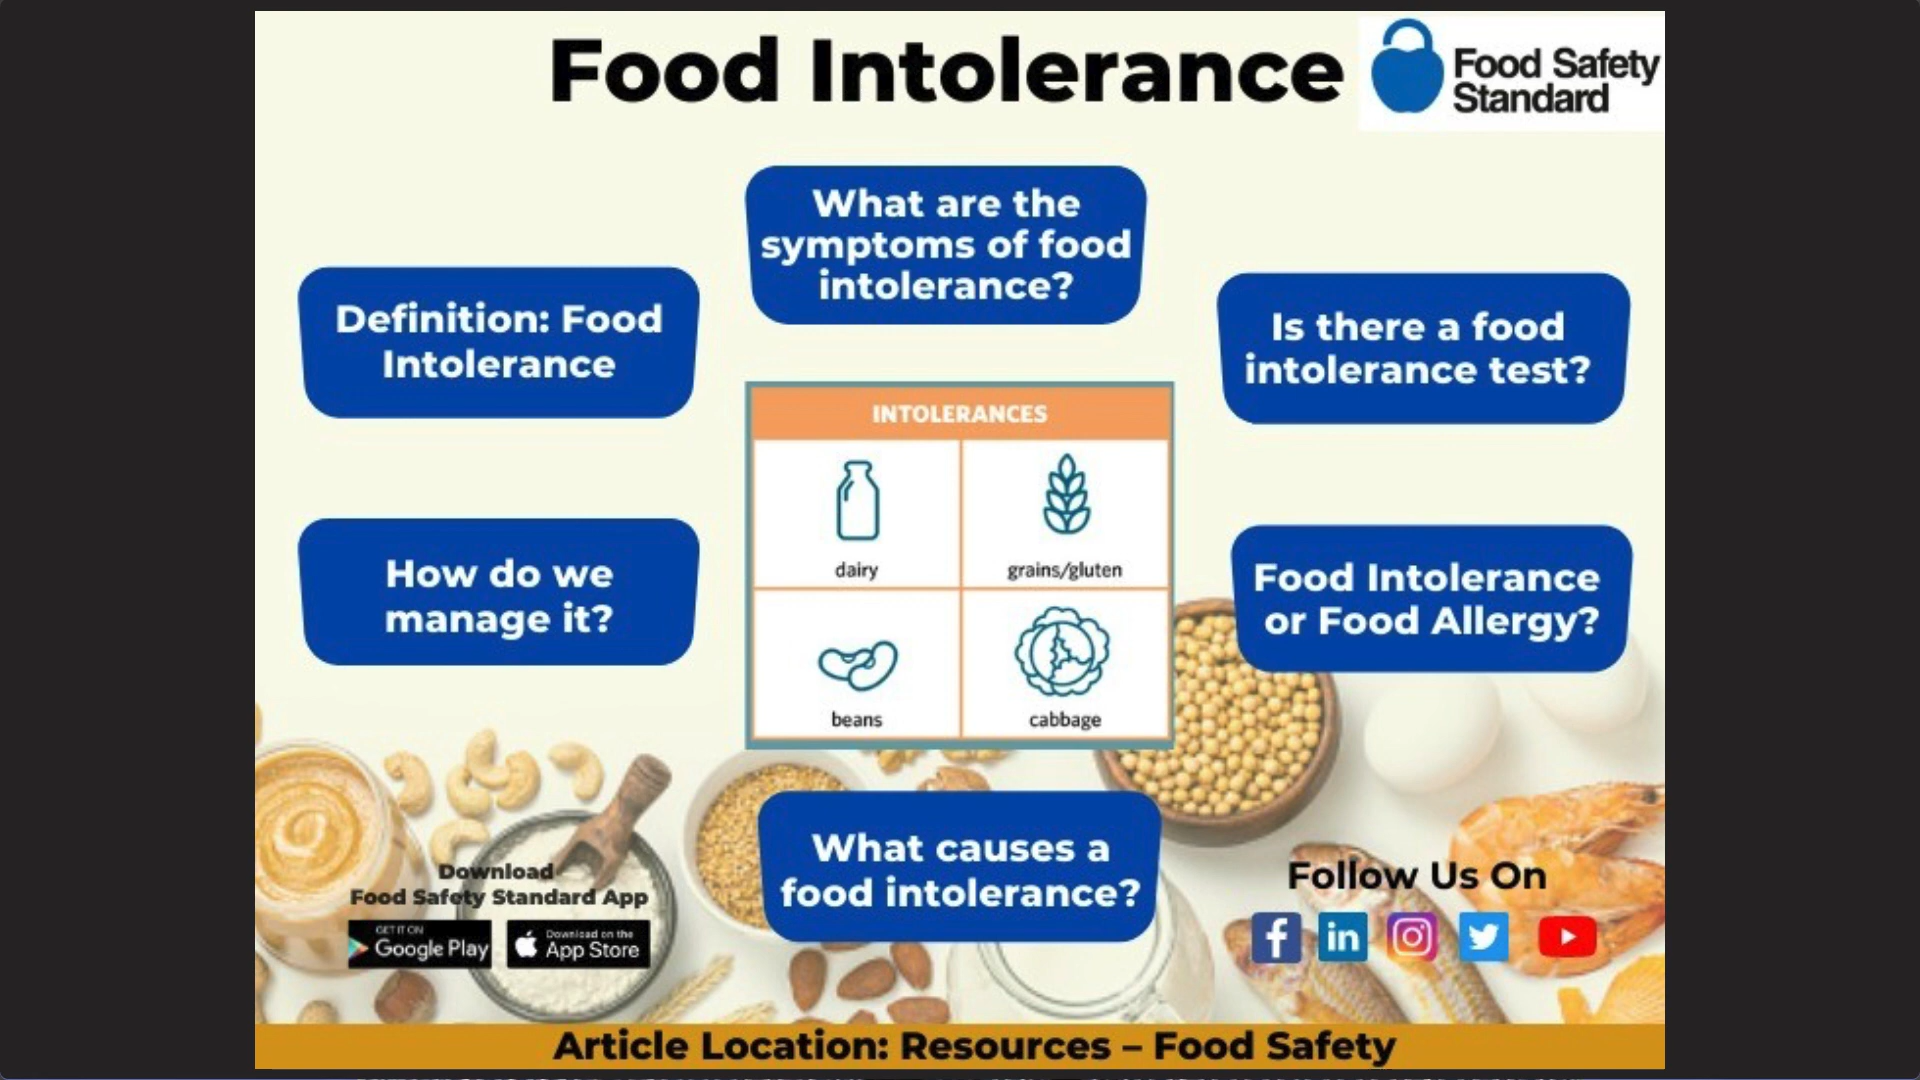 Food Intolerance
Food Safety
Standard
What are the
symptoms of food
intolerance?
Definition: Food
Intolerance
Is there a food
intolerance test?
INTOLERANCES
dairy
grains/gluten
beans
cabbage
How do we
manage it?
Food Intolerance
or Food Allergy?
What causes a
food intolerance?
Download
Food Safety Standard App
GET IT ON
Google Play
Download on the
App Store
Follow Us On
f
in
Article Location: Resources – Food Safety